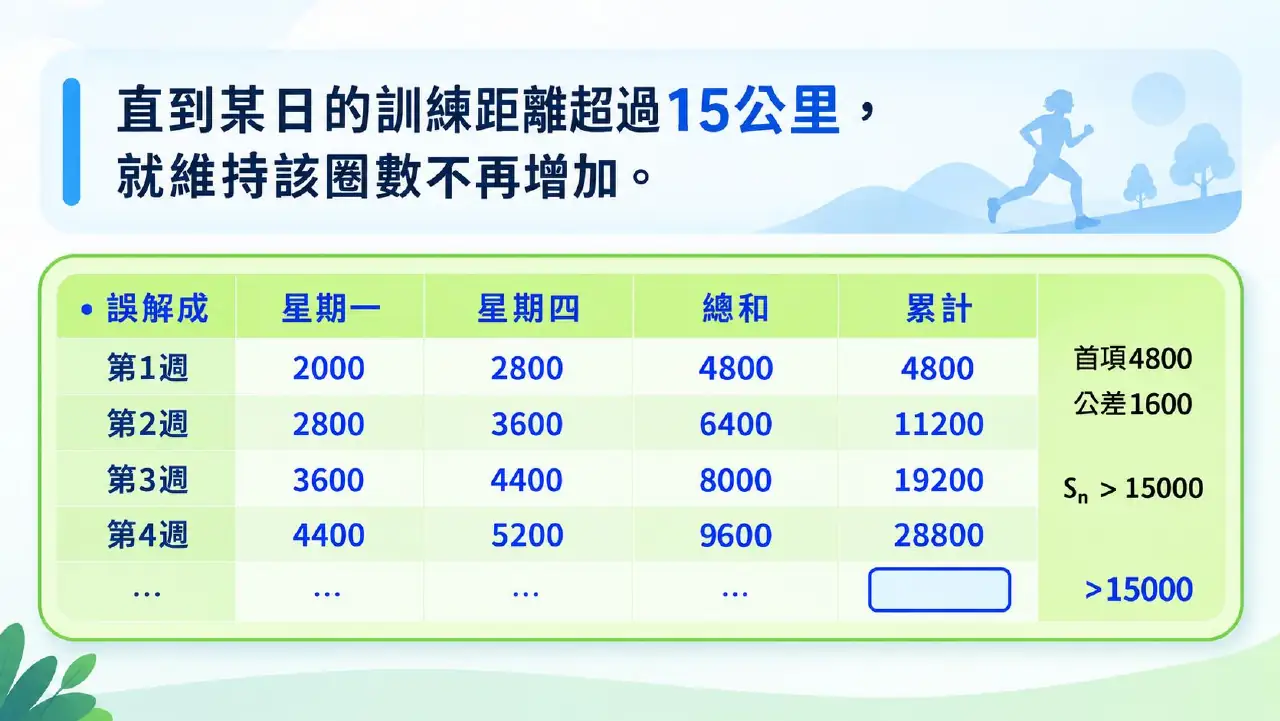 直到某日的訓練距離超過15公里，
就維持該圈數不再增加。
• 誤解成 星期一 星期四 總和 累計
第1週 2000 2800 4800 4800
第2週 2800 3600 6400 11200
第3週 3600 4400 8000 19200
第4週 4400 5200 9600 28800
… … … …
首項4800
公差1600
Sn > 15000
>15000